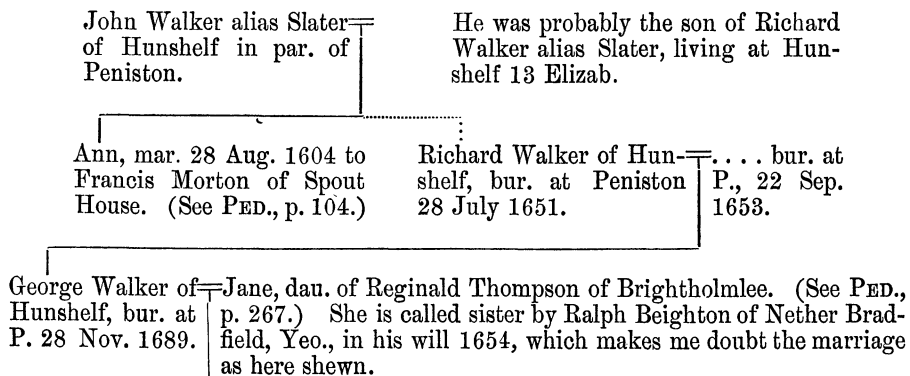 John Walker alias Slater
of Hunshelf in par. of
Peniston.
He was probably the son of Richard
Walker alias Slater, living at Hun-
shelf 13 Elizab.
Ann, mar. 28 Aug. 1604 to
Francis Morton of Spout
House. (See PED., p. 104.)
Richard Walker of Hun-
shelf, bur. at Peniston
28 July 1651.
. . . . bur. at
P., 22 Sep.
1653.
George Walker of
Hunshelf, bur. at
P. 28 Nov. 1689.
Jane, dau. of Reginald Thompson of Brightholmlee. (See PED.,
p. 267.) She is called sister by Ralph Beighton of Nether Brad-
field, Yeo., in his will 1654, which makes me doubt the marriage
as here shewn.